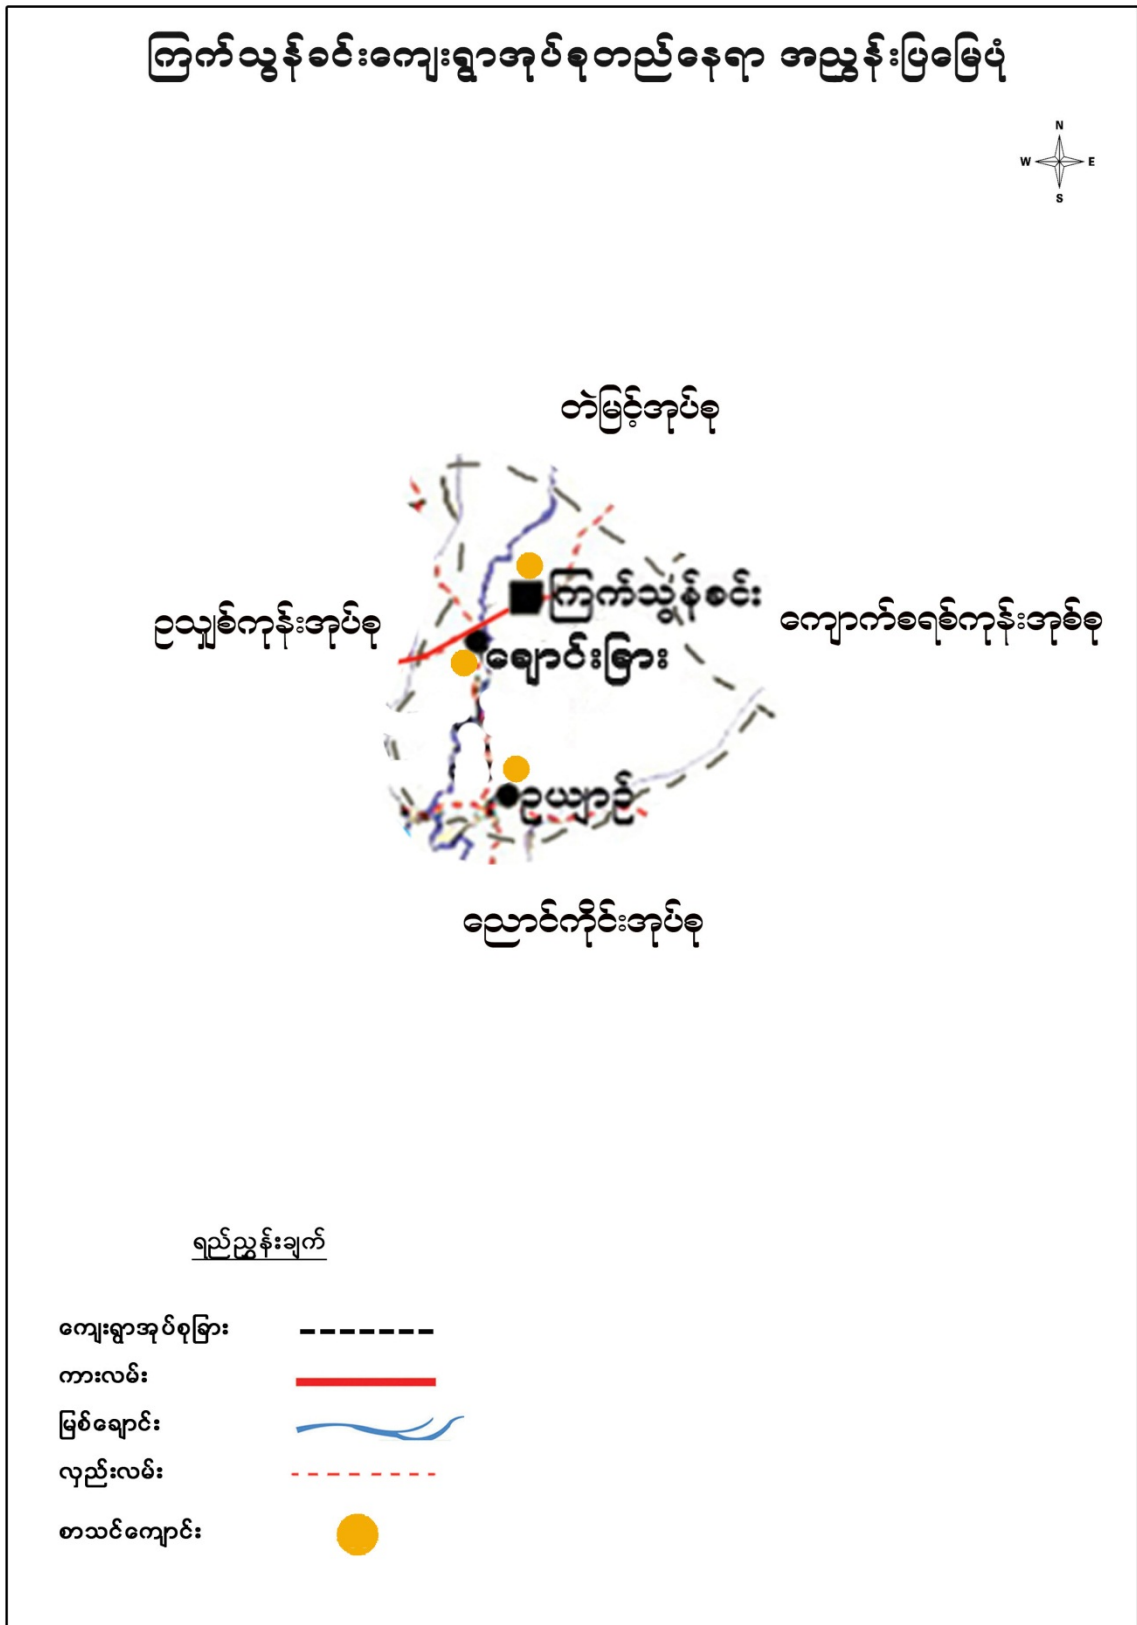 ကြက်သွန်ခင်းကျေးရွာအုပ်စုတည်နေရာ အညွှန်းပြမြေပုံ
N
W E
S
တဲမြင့်အုပ်စု
ကြက်သွန်စင်း
ဥသျှစ်ကုန်းအုပ်စု
ကျောက်စရစ်ကုန်းအုစ်စု
ချောင်းခြား
ဥယျာဉ်
ညောင်ကိုင်းအုပ်စု
ရည်ညွှန်းချက်
ကျေးရွာအုပ်စုခြား
ကားလမ်း
မြစ်ချောင်း
လှည်းလမ်း
စာသင်ကျောင်း